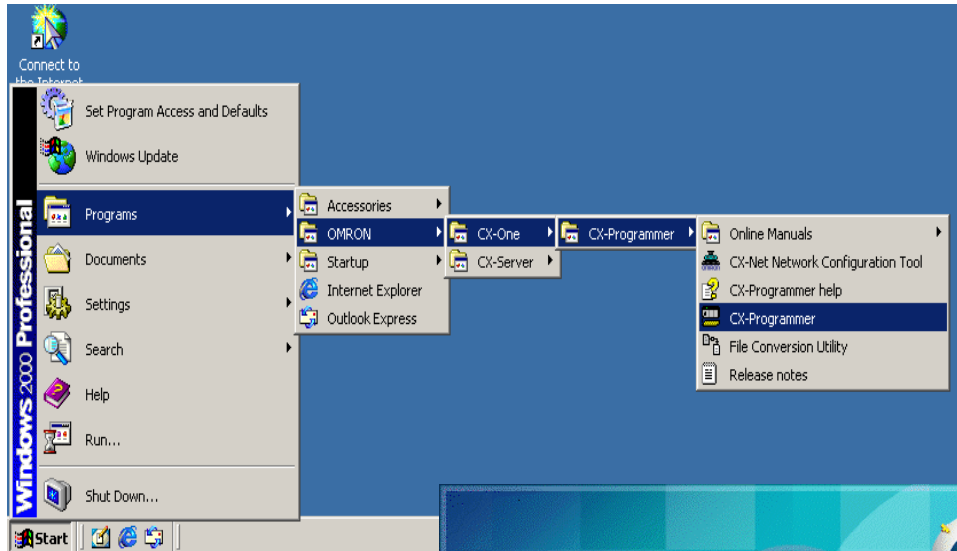 Connect to
the Internet
Set Program Access and Defaults
Windows Update
Programs
Documents
Settings
Search
Help
Run...
Shut Down...
Windows 2000 Professional
Start
Accessories
OMRON
Startup
Internet Explorer
Outlook Express
CX-One
CX-Server
CX-Programmer
Online Manuals
CX-Net Network Configuration Tool
CX-Programmer help
CX-Programmer
File Conversion Utility
Release notes